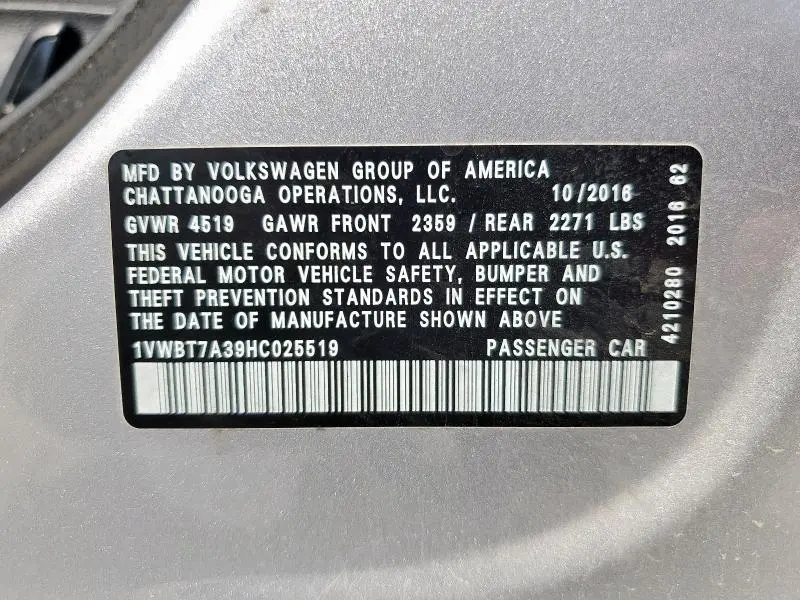 MFD BY VOLKSWAGEN GROUP OF AMERICA
CHATTANOOGA OPERATIONS, LLC. 10/2016
GVWR 4519 GAWR FRONT 2359 / REAR 2271 LBS
THIS VEHICLE CONFORMS TO ALL APPLICABLE U.S.
FEDERAL MOTOR VEHICLE SAFETY, BUMPER AND
THEFT PREVENTION STANDARDS IN EFFECT ON
THE DATE OF MANUFACTURE SHOWN ABOVE
1VWBT7A39HC025519 PASSENGER CAR
4210280 2016 62